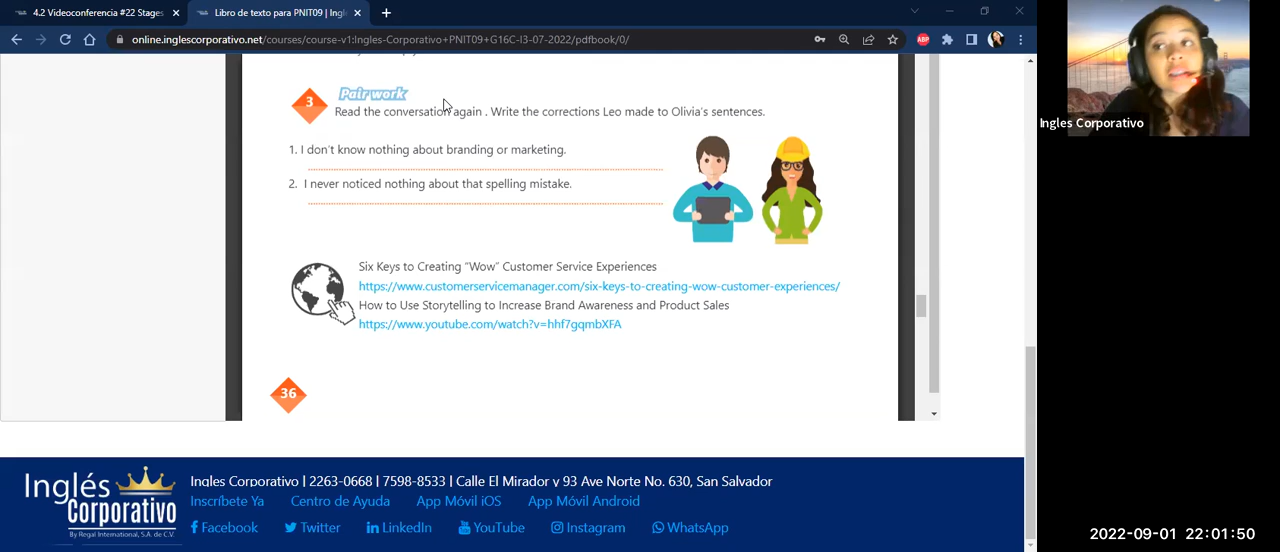 4.2 Videoconferencia #22 Stages
Libro de texto para PNIT09 | Ingl
online.inglescorporativo.net/courses/course-v1:Ingles-Corporativo+PNIT09+G16C-I3-07-2022/pdfbook/0/
ABP
3
Pair work
Read the conversation again . Write the corrections Leo made to Olivia's sentences.
1. I don't know nothing about branding or marketing.
2. I never noticed nothing about that spelling mistake.
Six Keys to Creating "Wow" Customer Service Experiences
https://www.customerservicemanager.com/six-keys-to-creating-wow-customer-experiences/
How to Use Storytelling to Increase Brand Awareness and Product Sales
https://www.youtube.com/watch?v=hhf7gqmbXFA
36
Inglés Corporativo
By Regal International, S.A. de C.V.
Ingles Corporativo | 2263-0668 | 7598-8533 | Calle El Mirador y 93 Ave Norte No. 630, San Salvador
Inscríbete Ya Centro de Ayuda App Móvil iOS App Móvil Android
Facebook Twitter LinkedIn YouTube Instagram WhatsApp
Ingles Corporativo
2022-09-01 22:01:50